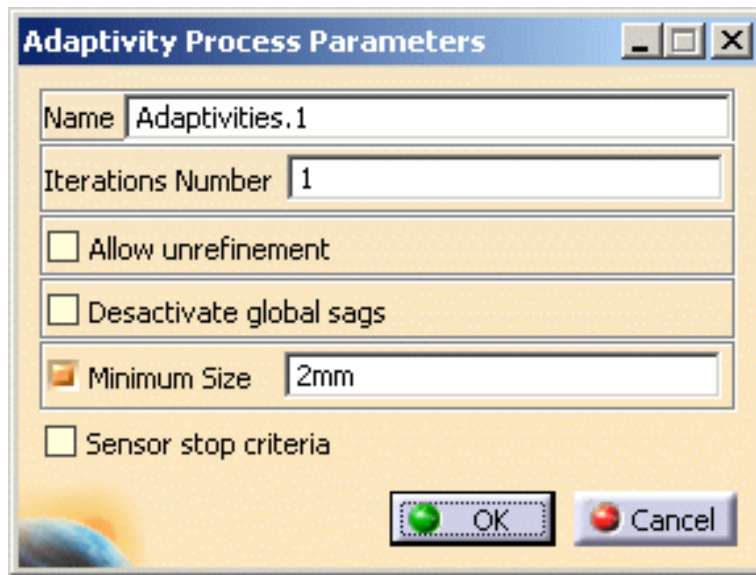 Adaptivity Process Parameters
Name Adaptivities.1
Iterations Number 1
Allow unrefinement
Desactivate global sags
Minimum Size 2mm
Sensor stop criteria
OK Cancel